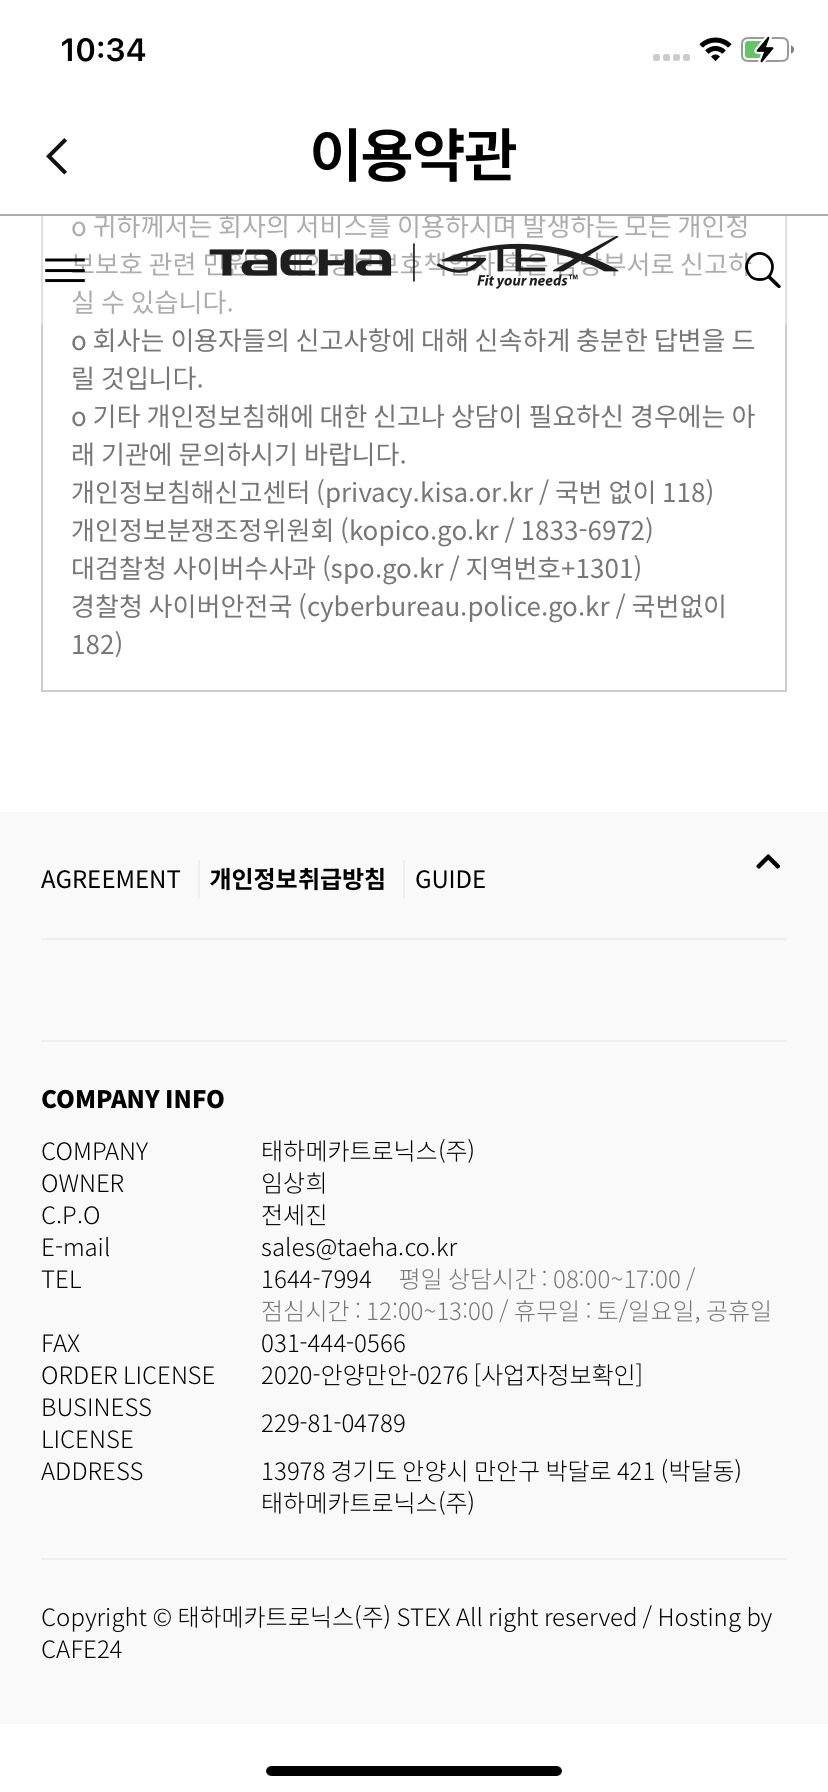 10:34
이용약관
o 귀하께서는 회사의 서비스를 이용하시며 발생하는 모든 개인정
보보호 관련 민원을 개인정보보호책임자 혹은 담당부서로 신고하
실 수 있습니다.
TAEHA | STEX
Fit your needs™
o 회사는 이용자들의 신고사항에 대해 신속하게 충분한 답변을 드
릴 것입니다.
o 기타 개인정보침해에 대한 신고나 상담이 필요하신 경우에는 아
래 기관에 문의하시기 바랍니다.
개인정보침해신고센터 (privacy.kisa.or.kr / 국번 없이 118)
개인정보분쟁조정위원회 (kopico.go.kr / 1833-6972)
대검찰청 사이버수사과 (spo.go.kr / 지역번호+1301)
경찰청 사이버안전국 (cyberbureau.police.go.kr / 국번없이
182)
AGREEMENT 개인정보취급방침 GUIDE
COMPANY INFO
COMPANY 태하메카트로닉스(주)
OWNER 임상희
C.P.O 전세진
E-mail sales@taeha.co.kr
TEL 1644-7994 평일 상담시간 : 08:00~17:00 /
점심시간 : 12:00~13:00 / 휴무일 : 토/일요일, 공휴일
FAX 031-444-0566
ORDER LICENSE 2020-안양만안-0276 [사업자정보확인]
BUSINESS
LICENSE 229-81-04789
ADDRESS 13978 경기도 안양시 만안구 박달로 421 (박달동)
태하메카트로닉스(주)
Copyright © 태하메카트로닉스(주) STEX All right reserved / Hosting by
CAFE24